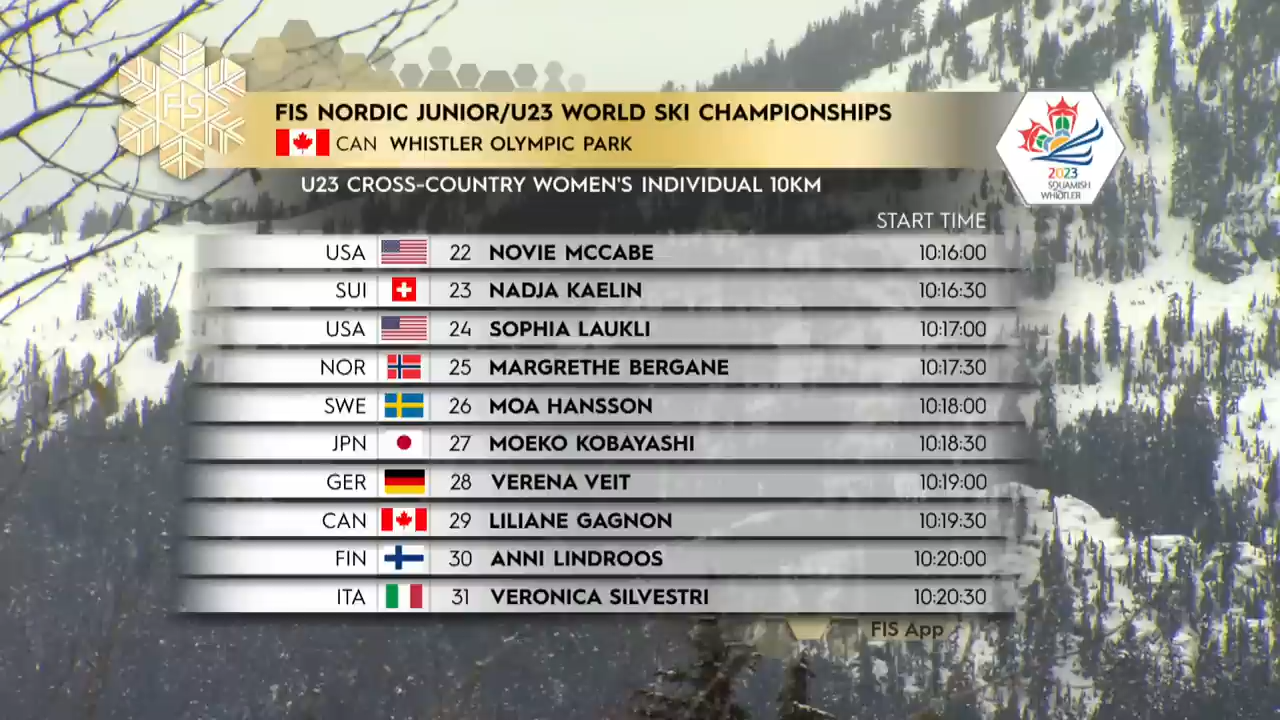 FIS
FIS NORDIC JUNIOR/U23 WORLD SKI CHAMPIONSHIPS
CAN WHISTLER OLYMPIC PARK
2023
SQUAMISH
WHISTLER
U23 CROSS-COUNTRY WOMEN'S INDIVIDUAL 10KM
START TIME
USA 22 NOVIE MCCABE 10:16:00
SUI 23 NADJA KAELIN 10:16:30
USA 24 SOPHIA LAUKLI 10:17:00
NOR 25 MARGRETHE BERGANE 10:17:30
SWE 26 MOA HANSSON 10:18:00
JPN 27 MOEKO KOBAYASHI 10:18:30
GER 28 VERENA VEIT 10:19:00
CAN 29 LILIANE GAGNON 10:19:30
FIN 30 ANNI LINDROOS 10:20:00
ITA 31 VERONICA SILVESTRI 10:20:30
FIS App